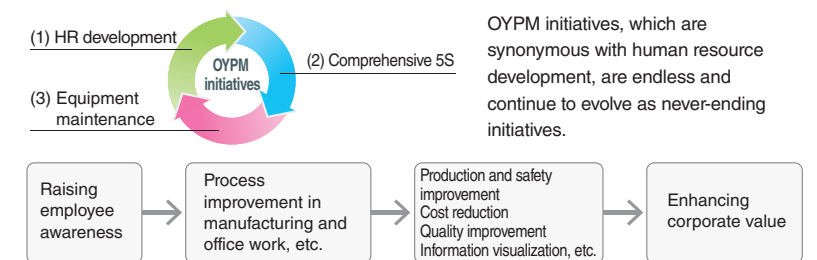 (1) HR development
OYPM
initiatives
(2) Comprehensive 5S
(3) Equipment
maintenance
OYPM initiatives, which are
synonymous with human resource
development, are endless and
continue to evolve as never-ending
initiatives.
Raising
employee
awareness
Process
improvement in
manufacturing and
office work, etc.
Production and safety
improvement
Cost reduction
Quality improvement
Information visualization, etc.
Enhancing
corporate value